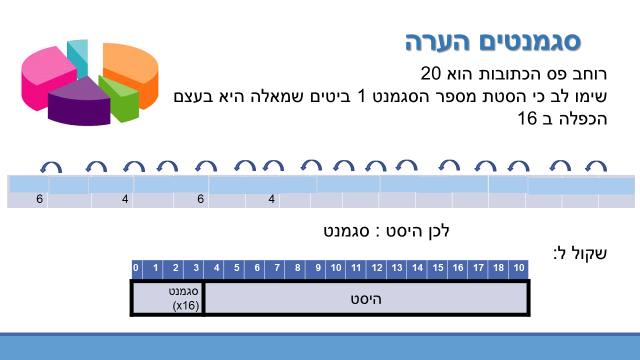 סגמנטים הערה
רוחב פס הכתובות הוא 20
שימו לב כי הסטת מספר הסגמנט 1 ביטים שמאלה היא בעצם
הכפלה ב 16
6 4 6 4
לכן היסט : סגמנט
שקול ל:
0 1 2 3 4 5 6 7 8 9 10 11 12 13 14 15 16 17 18 10
סגמנט
(x16)
היסט